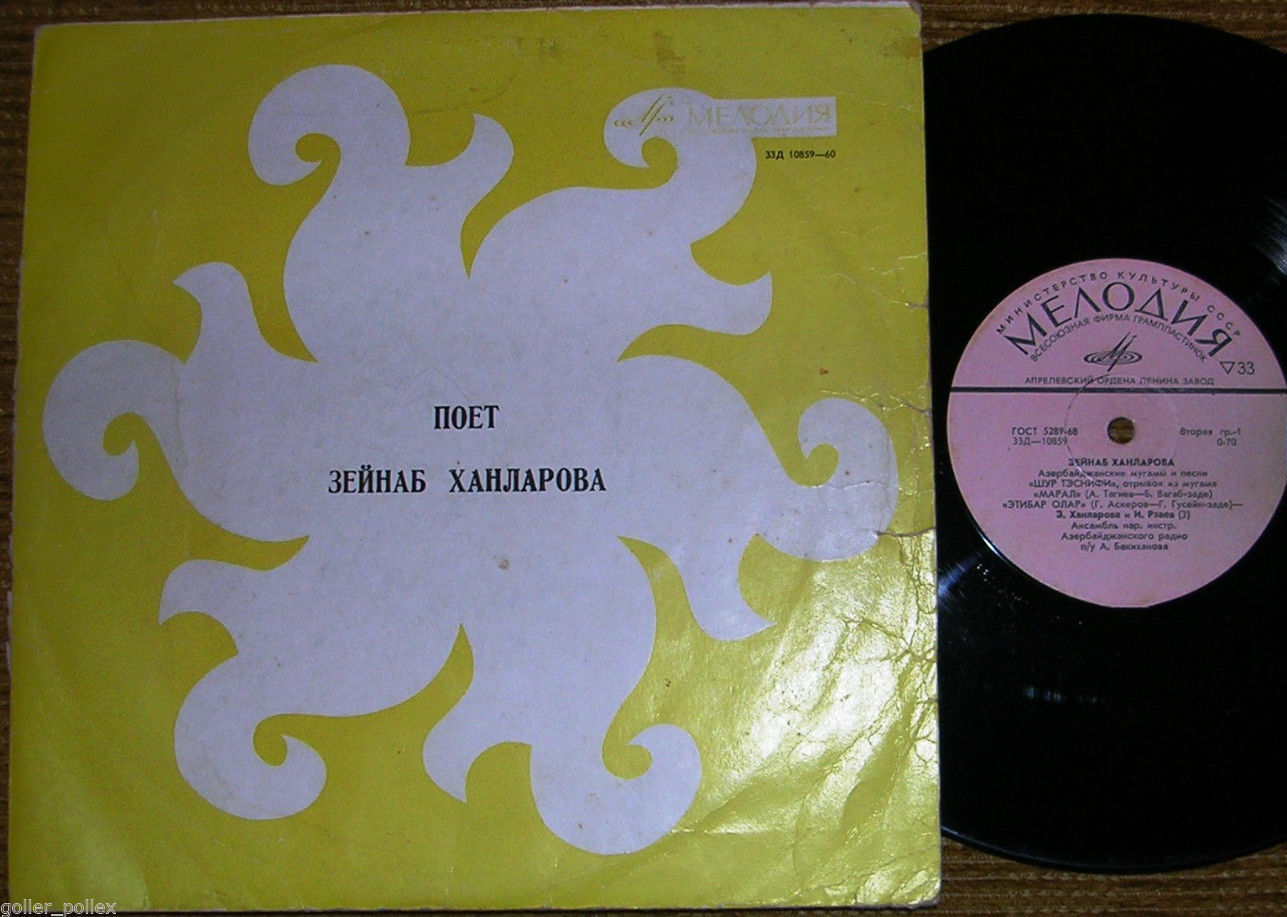 МЕЛОДИЯ
33Д 10859—60
ПОЕТ
ЗЕЙНАБ ХАНЛАРОВА
МИНИСТЕРСТВО КУЛЬТУРЫ СССР
МЕЛОДИЯ
ВСЕСОЮЗНАЯ ФИРМА ГРАМПЛАСТИНОК
▽33
АПРЕЛЕВСКИЙ ОРДЕНА ЛЕНИНА ЗАВОД
ГОСТ 5289-68 Вторая гр.-1
33Д—10859 0-70
ЗЕЙНАБ ХАНЛАРОВА
Азербайджанские мугамы и песни
«ШУР ТЭСНИФИ», отрывок из мугама
«МАРАЛ» (А. Тагиев—Б. Вагаб-заде)
«ЭТИБАР ОЛАР» (Г. Аскеров—Г. Гусейн-заде)—
З. Ханларова и И. Рзаев (3)
Ансамбль нар. инстр.
Азербайджанского радио
п/у А. Бакиханова
goller_pollex